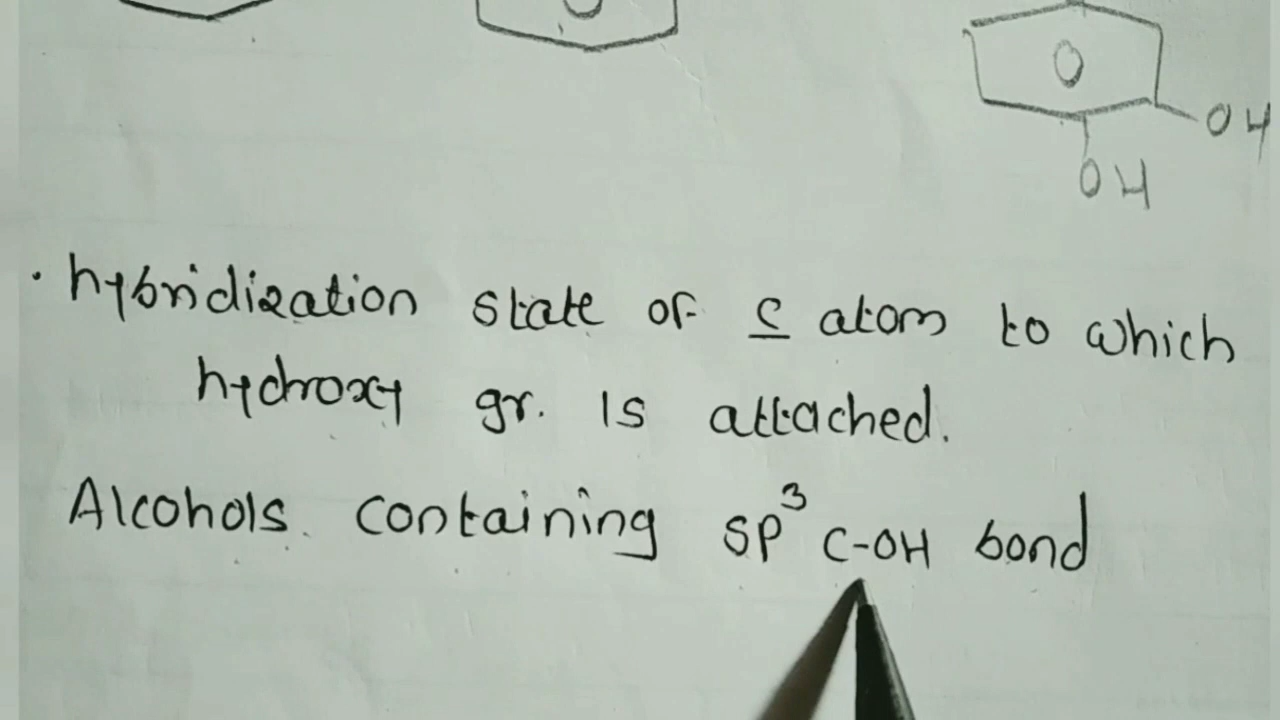 OH
OH
. hybridization state of C atom to which
hydroxy gr. is attached.
Alcohols. containing SP³ C-OH bond